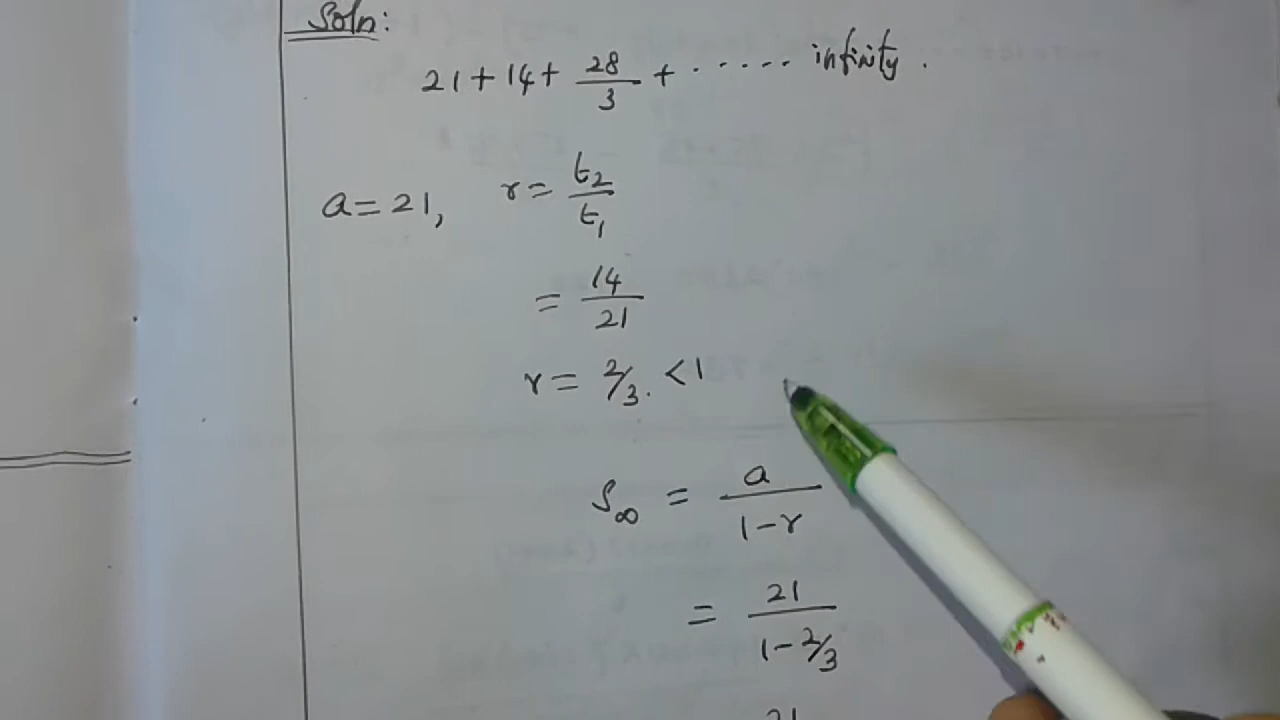 Soln:
21 + 14 + 28/3 + ...... infinity.
a = 21, r = t₂/t₁
= 14/21
r = 2/3. < 1
S∞ = a/1-r
= 21/1-2/3
21